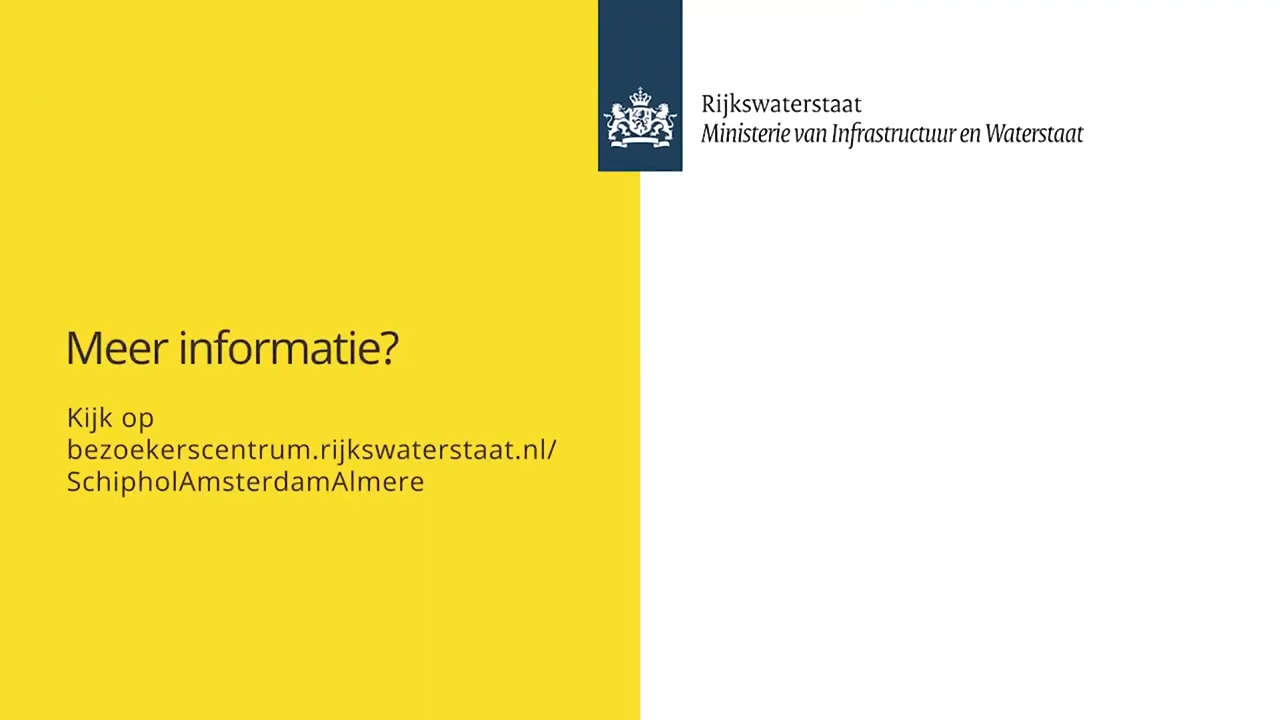 Rijkswaterstaat
Ministerie van Infrastructuur en Waterstaat
Meer informatie?
Kijk op
bezoekerscentrum.rijkswaterstaat.nl/
SchipholAmsterdamAlmere